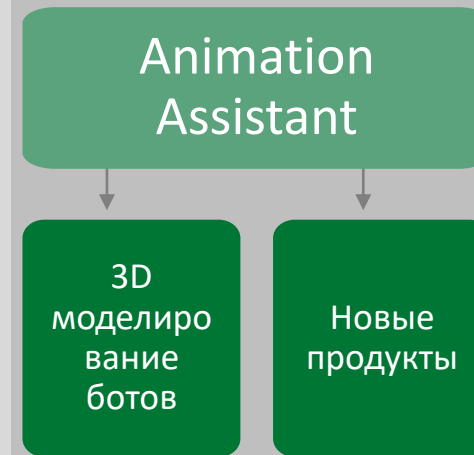 Animation
Assistant
3D
моделиро
вание
ботов
Новые
продукты